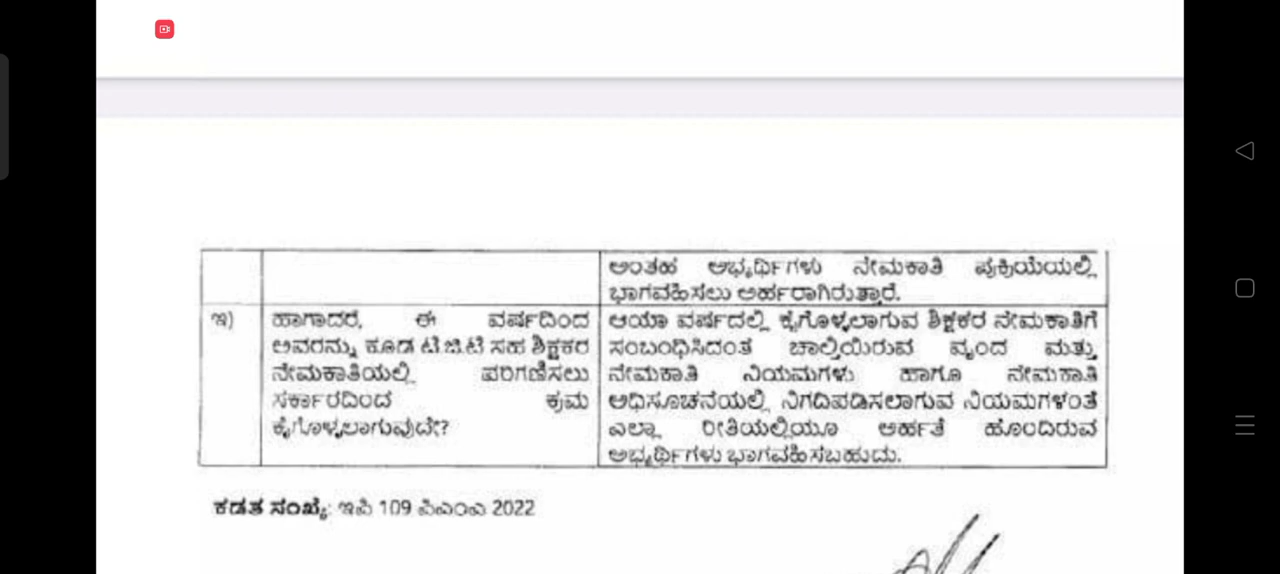 ಅಂತಹ ಅಭ್ಯರ್ಥಿಗಳು ನೇಮಕಾತಿ ಪ್ರಕ್ರಿಯೆಯಲ್ಲಿ
ಭಾಗವಹಿಸಲು ಅರ್ಹರಾಗಿರುತ್ತಾರೆ.
ಇ)
ಹಾಗಾದರೆ, ಈ ವರ್ಷದಿಂದ
ಅವರನ್ನು ಕೂಡ ಟಿ.ಜಿ.ಟಿ ಸಹ ಶಿಕ್ಷಕರ
ನೇಮಕಾತಿಯಲ್ಲಿ ಪರಿಗಣಿಸಲು
ಸರ್ಕಾರದಿಂದ ಕ್ರಮ
ಕೈಗೊಳ್ಳಲಾಗುವುದೇ?
ಆಯಾ ವರ್ಷದಲ್ಲಿ ಕೈಗೊಳ್ಳಲಾಗುವ ಶಿಕ್ಷಕರ ನೇಮಕಾತಿಗೆ
ಸಂಬಂಧಿಸಿದಂತೆ ಚಾಲ್ತಿಯಿರುವ ವೃಂದ ಮತ್ತು
ನೇಮಕಾತಿ ನಿಯಮಗಳು ಹಾಗೂ ನೇಮಕಾತಿ
ಅಧಿಸೂಚನೆಯಲ್ಲಿ ನಿಗದಿಪಡಿಸಲಾಗುವ ನಿಯಮಗಳಂತೆ
ಎಲ್ಲಾ ರೀತಿಯಲ್ಲಿಯೂ ಅರ್ಹತೆ ಹೊಂದಿರುವ
ಅಭ್ಯರ್ಥಿಗಳು ಭಾಗವಹಿಸಬಹುದು.
ಕಡತ ಸಂಖ್ಯೆ: ಇಪಿ 109 ಪಿಎಂಎ 2022